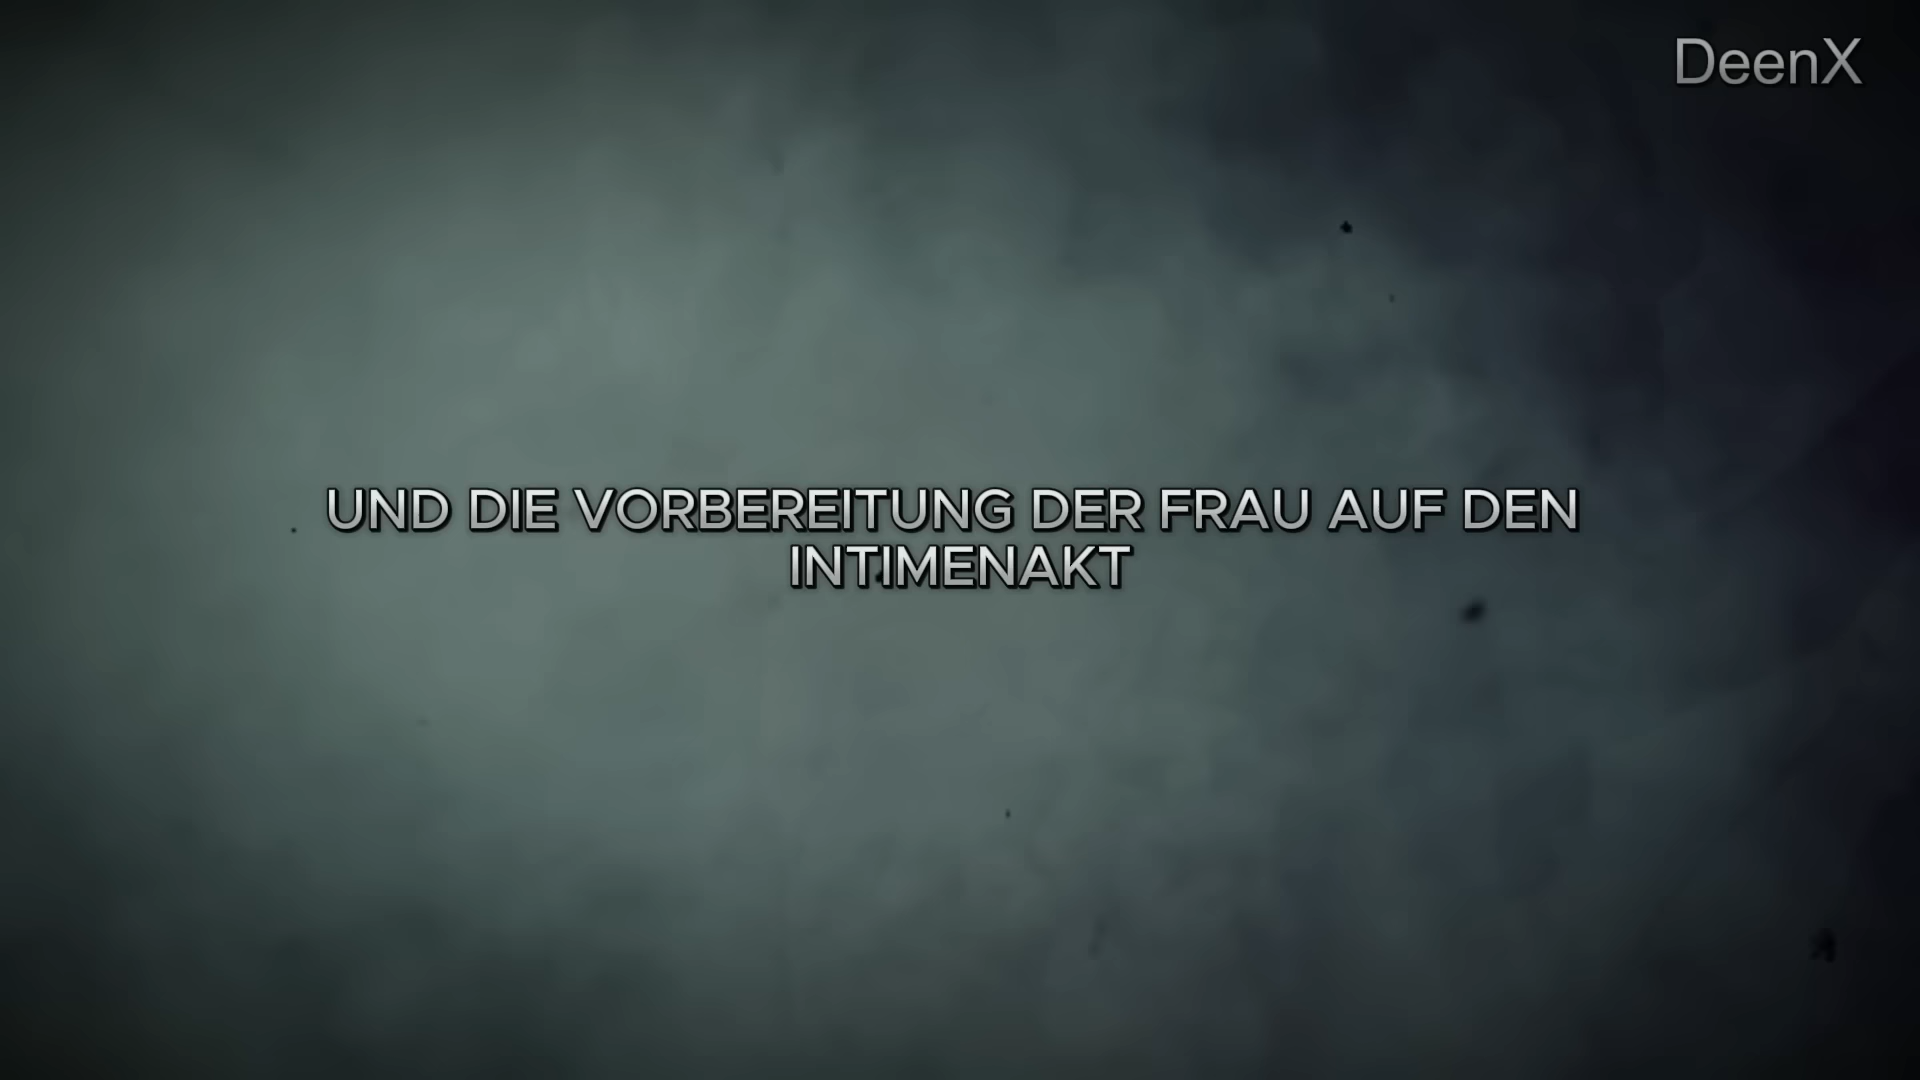 DeenX
UND DIE VORBEREITUNG DER FRAU AUF DEN
INTIMENAKT